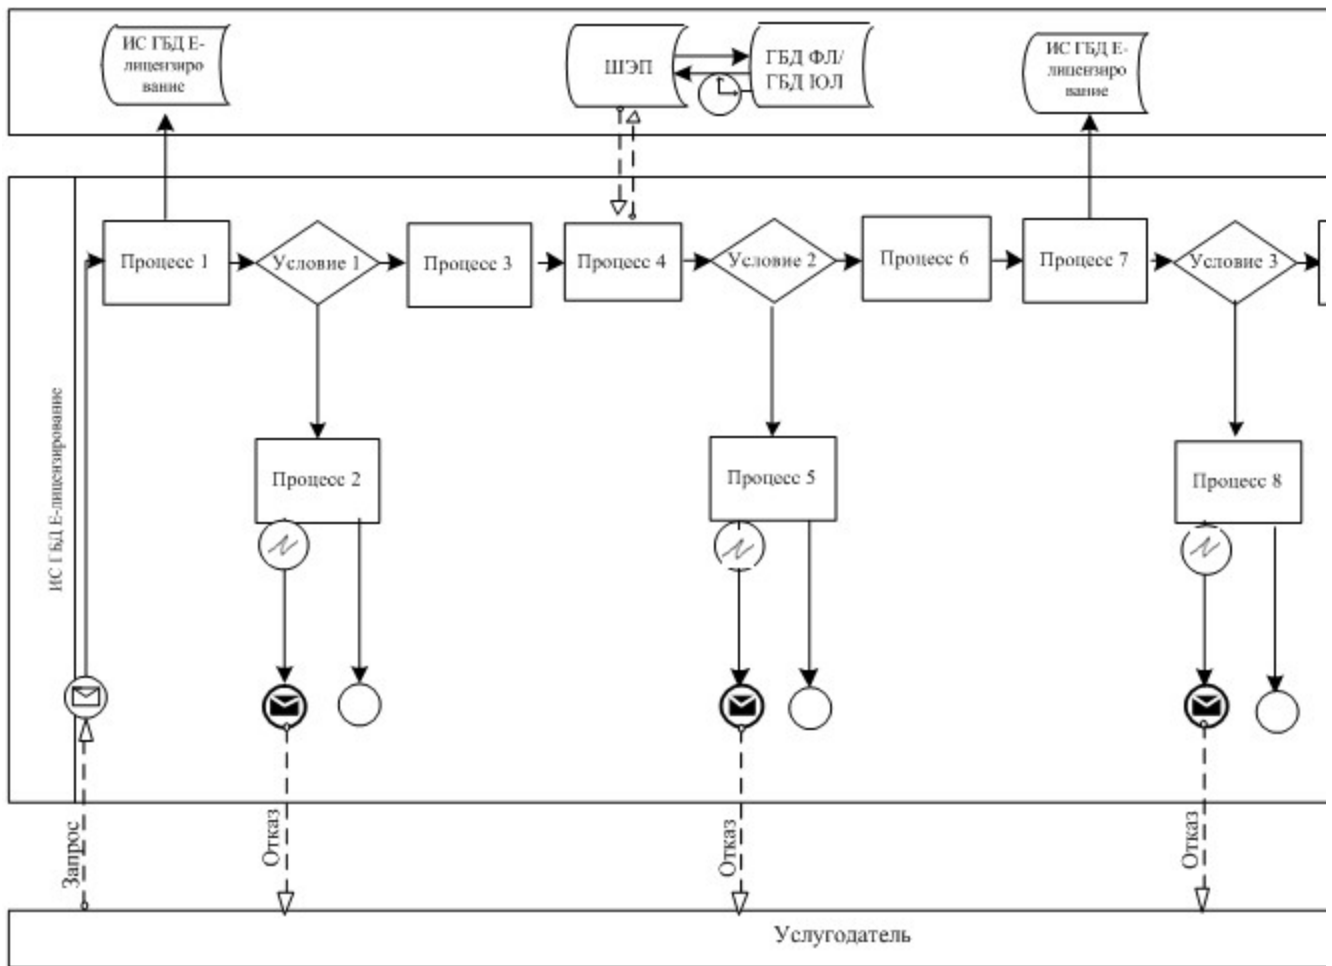 ИС ГБД Е-
лицензиро
вание
ШЭП
ГБД ФЛ/
ГБД ЮЛ
ИС ГБД Е-
лицензиро
вание
Процесс 1
Условие 1
Процесс 3
Процесс 4
Условие 2
Процесс 6
Процесс 7
Условие 3
ИС ГБД Е-лицензирование
Процесс 2
Процесс 5
Процесс 8
Запрос
Отказ
Отказ
Отказ
Услугодатель